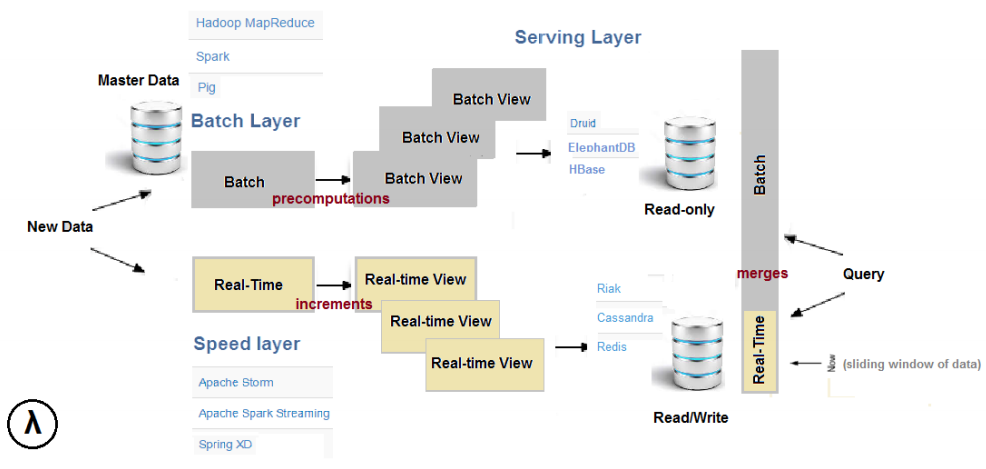 Hadoop MapReduce
Spark
Pig
Master Data
Batch Layer
Serving Layer
Batch View
Batch View
Batch View
Batch
precomputations
Druid
ElephantDB
HBase
Read-only
Batch
New Data
Real-Time
increments
Real-time View
Real-time View
Real-time View
Riak
Cassandra
Redis
Read/Write
merges
Query
Real-Time
Now
(sliding window of data)
Speed layer
Apache Storm
Apache Spark Streaming
Spring XD
λ